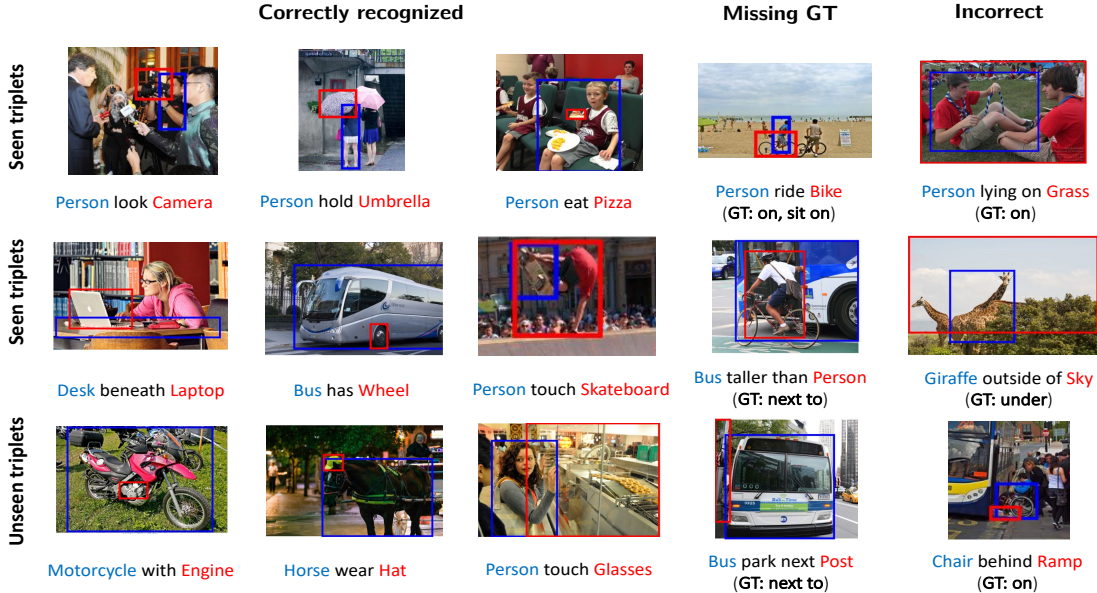 Correctly recognized
Missing GT
Incorrect
Seen triplets
Person look Camera
Person hold Umbrella
Person eat Pizza
Person ride Bike
(GT: on, sit on)
Person lying on Grass
(GT: on)
Seen triplets
Desk beneath Laptop
Bus has Wheel
Person touch Skateboard
Bus taller than Person
(GT: next to)
Giraffe outside of Sky
(GT: under)
Unseen triplets
Motorcycle with Engine
Horse wear Hat
Person touch Glasses
Bus park next Post
(GT: next to)
Chair behind Ramp
(GT: on)